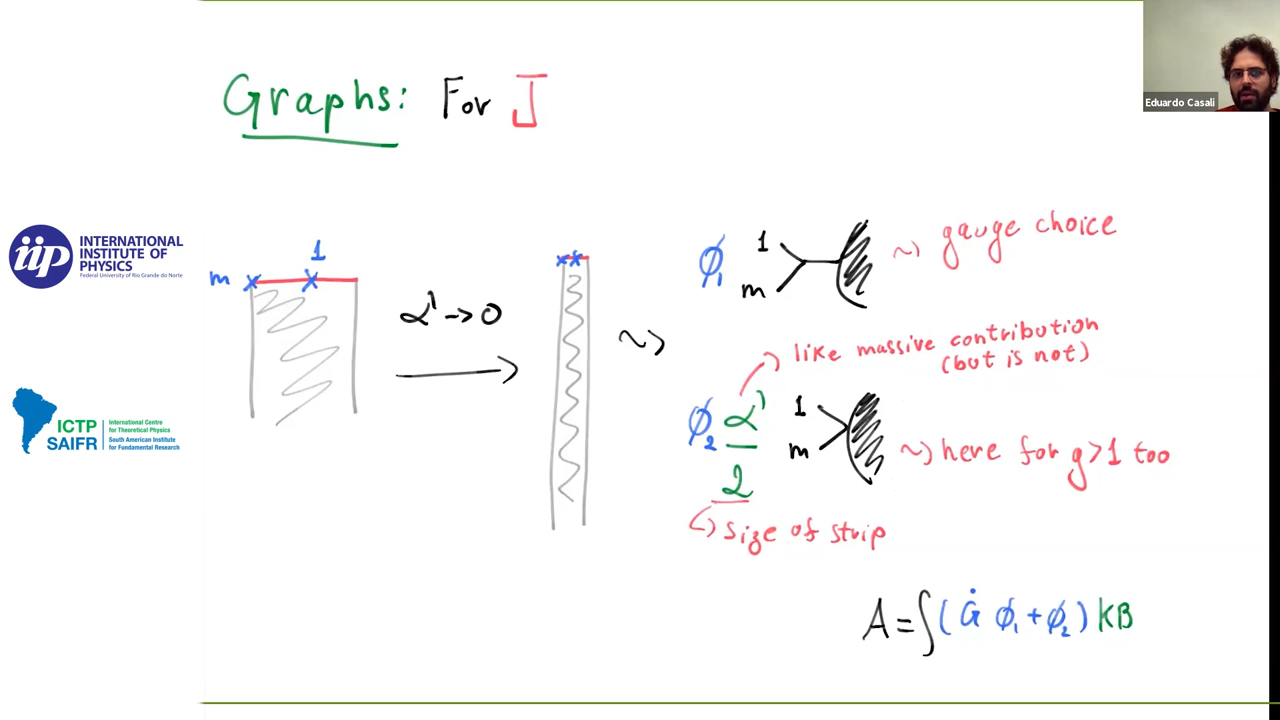 Eduardo Casali
Graphs: For J
INTERNATIONAL
INSTITUTE OF
PHYSICS
Federal University of Rio Grande do Norte
ICTP
SAIFR
International Centre
for Theoretical Physics
South American Institute
for Fundamental Research
m 1
α' → 0
~>
ϕ₁ 1 m ~> gauge choice
like massive contribution
(but is not)
ϕ₂ α'/2 1 m ~> here for g>1 too
size of strip
A = ∫ (Ġ ϕ₁ + ϕ₂) KB